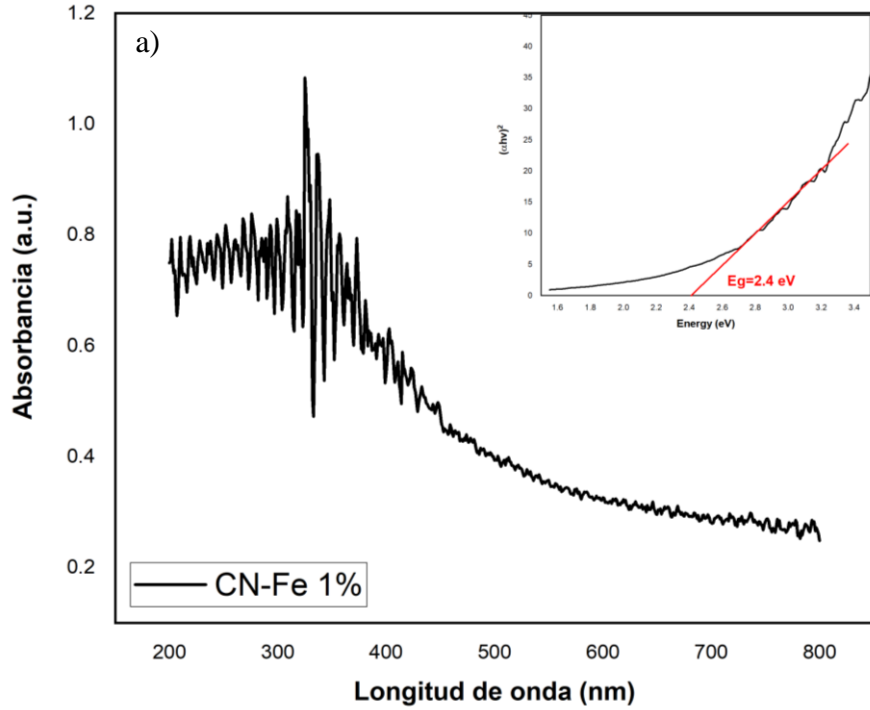 a)
1.2
1.0
0.8
0.6
0.4
0.2
Absorbancia (a.u.)
200 300 400 500 600 700 800
Longitud de onda (nm)
CN-Fe 1%
45
40
35
30
25
20
15
10
5
0
(αhv)²
1.6 1.8 2.0 2.2 2.4 2.6 2.8 3.0 3.2 3.4
Energy (eV)
Eg=2.4 eV